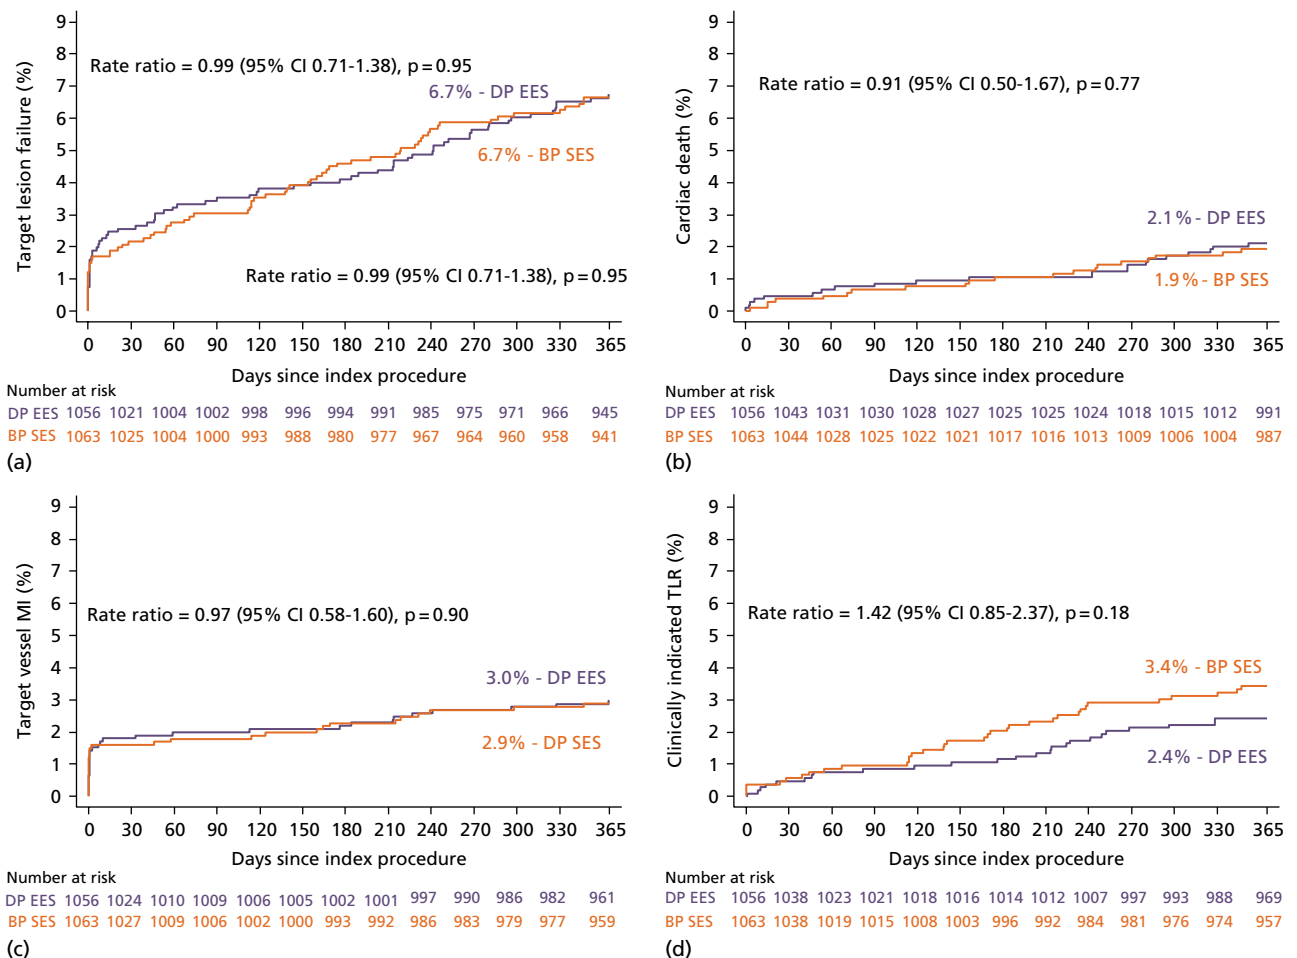 Target lesion failure (%)
9
8
7
6
5
4
3
2
1
0
Rate ratio = 0.99 (95% CI 0.71-1.38), p=0.95
6.7% - DP EES
6.7% - BP SES
Rate ratio = 0.99 (95% CI 0.71-1.38), p=0.95
0 30 60 90 120 150 180 210 240 270 300 330 365
Days since index procedure
Number at risk
DP EES 1056 1021 1004 1002 998 996 994 991 985 975 971 966 945
BP SES 1063 1025 1004 1000 993 988 980 977 967 964 960 958 941
(a)
Cardiac death (%)
9
8
7
6
5
4
3
2
1
0
Rate ratio = 0.91 (95% CI 0.50-1.67), p=0.77
2.1% - DP EES
1.9% - BP SES
0 30 60 90 120 150 180 210 240 270 300 330 365
Days since index procedure
Number at risk
DP EES 1056 1043 1031 1030 1028 1027 1025 1025 1024 1018 1015 1012 991
BP SES 1063 1044 1028 1025 1022 1021 1017 1016 1013 1009 1006 1004 987
(b)
Target vessel MI (%)
9
8
7
6
5
4
3
2
1
0
Rate ratio = 0.97 (95% CI 0.58-1.60), p=0.90
3.0% - DP EES
2.9% - DP SES
0 30 60 90 120 150 180 210 240 270 300 330 365
Days since index procedure
Number at risk
DP EES 1056 1024 1010 1009 1006 1005 1002 1001 997 990 986 982 961
BP SES 1063 1027 1009 1006 1002 1000 993 992 986 983 979 977 959
(c)
Clinically indicated TLR (%)
9
8
7
6
5
4
3
2
1
0
Rate ratio = 1.42 (95% CI 0.85-2.37), p=0.18
3.4% - BP SES
2.4% - DP EES
0 30 60 90 120 150 180 210 240 270 300 330 365
Days since index procedure
Number at risk
DP EES 1056 1038 1023 1021 1018 1016 1014 1012 1007 997 993 988 969
BP SES 1063 1038 1019 1015 1008 1003 996 992 984 981 976 974 957
(d)